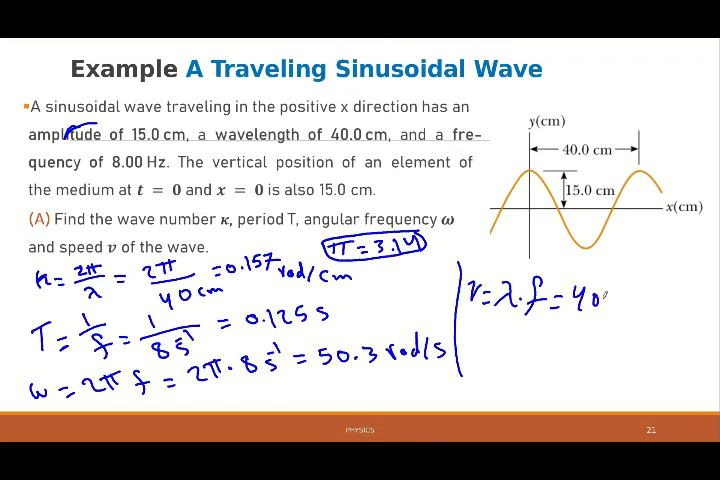 Example A Traveling Sinusoidal Wave
▪A sinusoidal wave traveling in the positive x direction has an
amplitude of 15.0 cm, a wavelength of 40.0 cm, and a fre-
quency of 8.00 Hz. The vertical position of an element of
the medium at t = 0 and x = 0 is also 15.0 cm.
(A) Find the wave number κ, period T, angular frequency ω
and speed v of the wave.
π = 3.14
y(cm)
40.0 cm
15.0 cm
x(cm)
κ = 2π/λ = 2π/40 cm = 0.157 rad/cm
T = 1/f = 1/8 s⁻¹ = 0.125 s
ω = 2π f = 2π · 8 s⁻¹ = 50.3 rad/s
v = λ · f = 40
PHYSICS
21